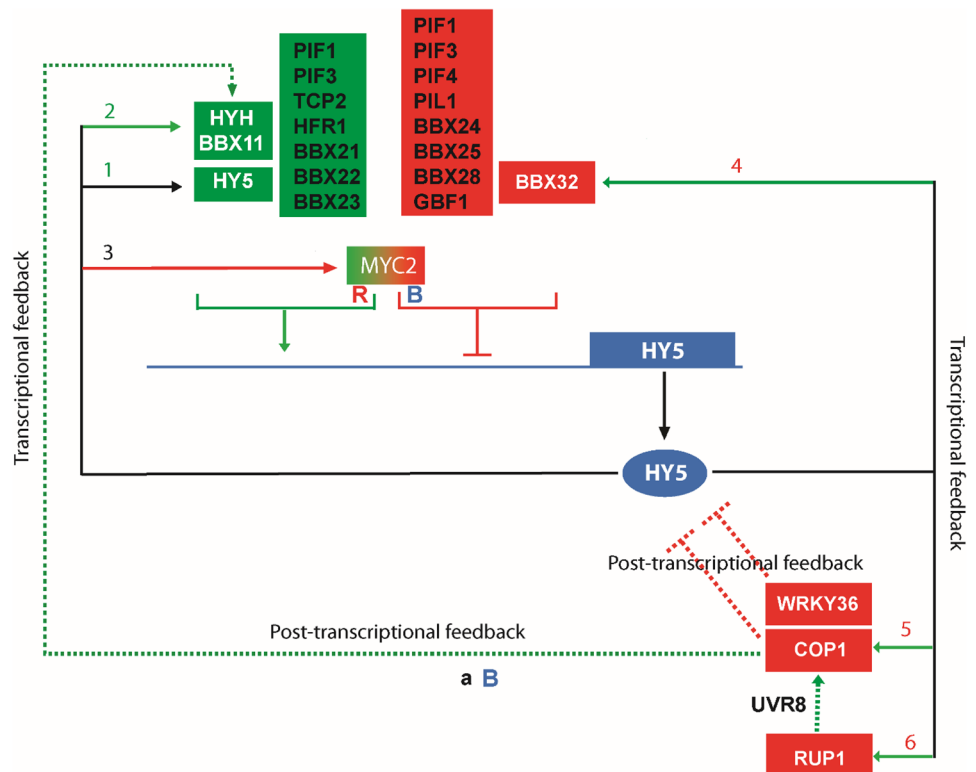 PIF1
PIF3
TCP2
HFR1
BBX21
BBX22
BBX23
PIF1
PIF3
PIF4
PIL1
BBX24
BBX25
BBX28
GBF1
2
HYH
BBX11
1
HY5
BBX32
4
3
MYC2
R
B
HY5
HY5
Transcriptional feedback
Transcriptional feedback
Post-transcriptional feedback
WRKY36
Post-transcriptional feedback
COP1
5
a B
UVR8
RUP1
6